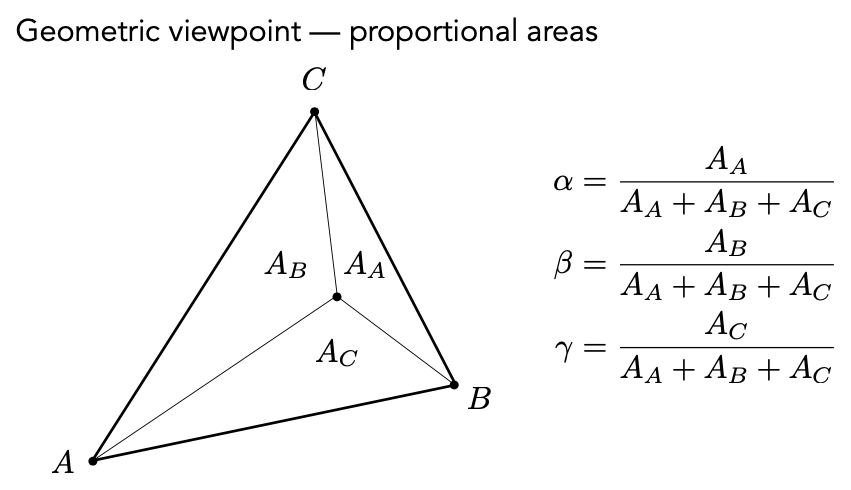 Geometric viewpoint — proportional areas
C
α = A_A / (A_A + A_B + A_C)
β = A_B / (A_A + A_B + A_C)
A_B
A_A
γ = A_C / (A_A + A_B + A_C)
A_C
B
A